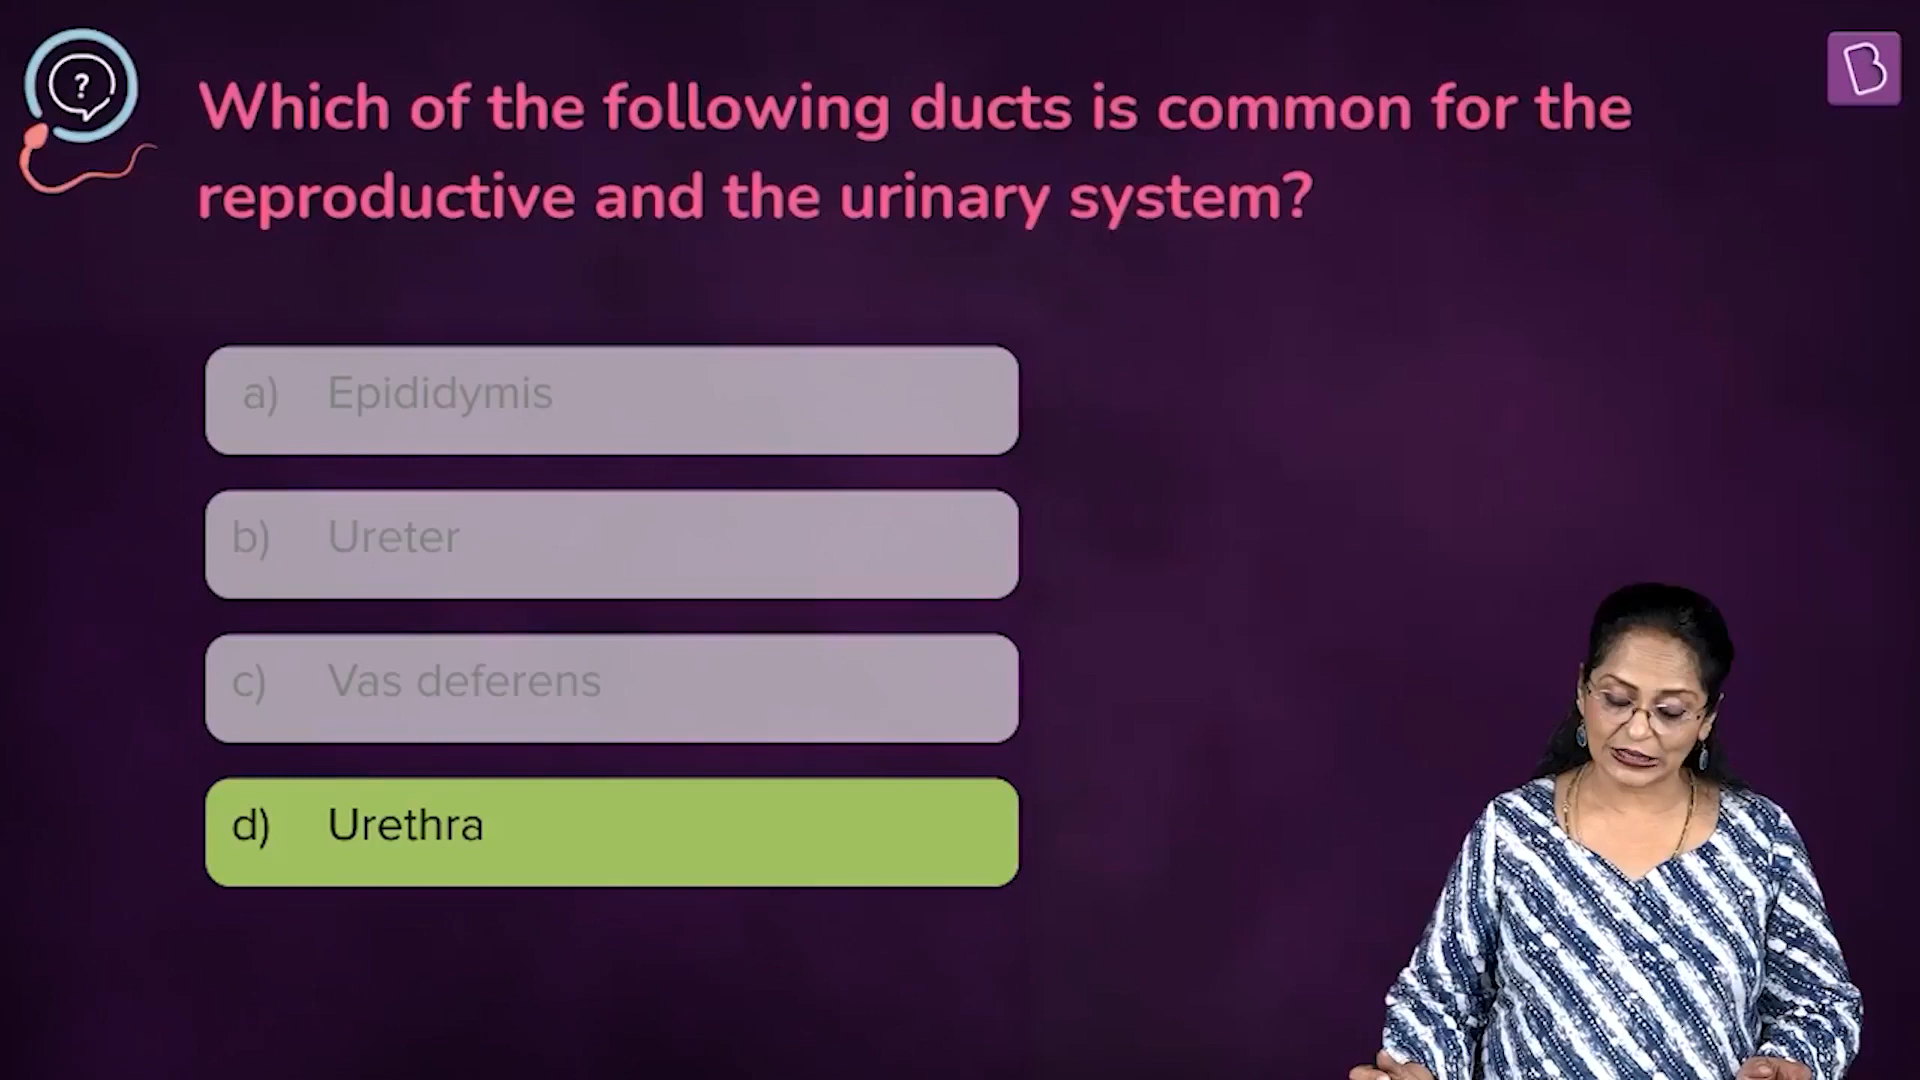 ?
Which of the following ducts is common for the
reproductive and the urinary system?
B
a) Epididymis
b) Ureter
c) Vas deferens
d) Urethra